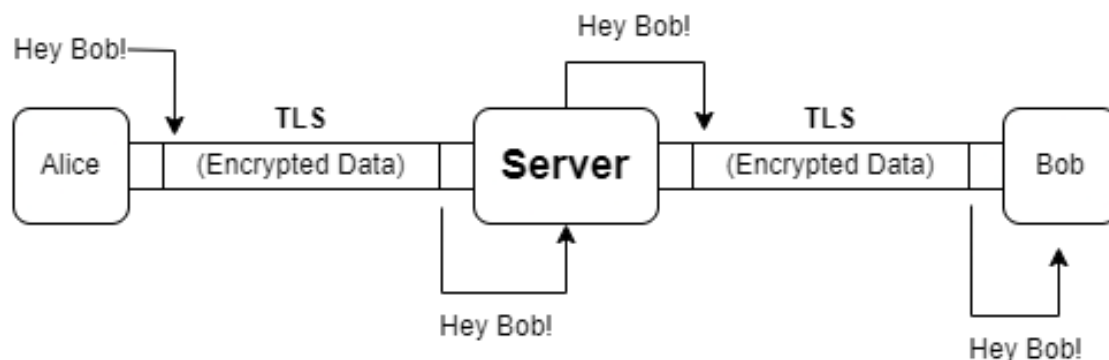 Hey Bob!
Hey Bob!
TLS
TLS
Alice
(Encrypted Data)
Server
(Encrypted Data)
Bob
Hey Bob!
Hey Bob!